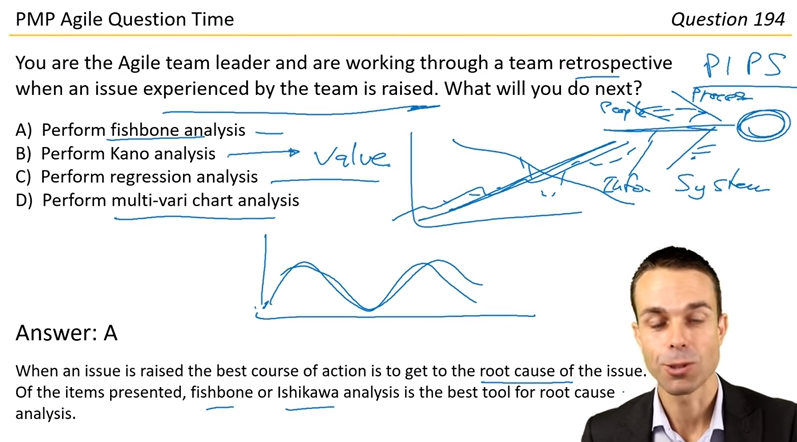 PMP Agile Question Time
Question 194
You are the Agile team leader and are working through a team retrospective
when an issue experienced by the team is raised. What will you do next?
A) Perform fishbone analysis
B) Perform Kano analysis
C) Perform regression analysis
D) Perform multi-vari chart analysis
Value
PIPS
People
Process
Info.
System
Answer: A
When an issue is raised the best course of action is to get to the root cause of the issue.
Of the items presented, fishbone or Ishikawa analysis is the best tool for root cause
analysis.